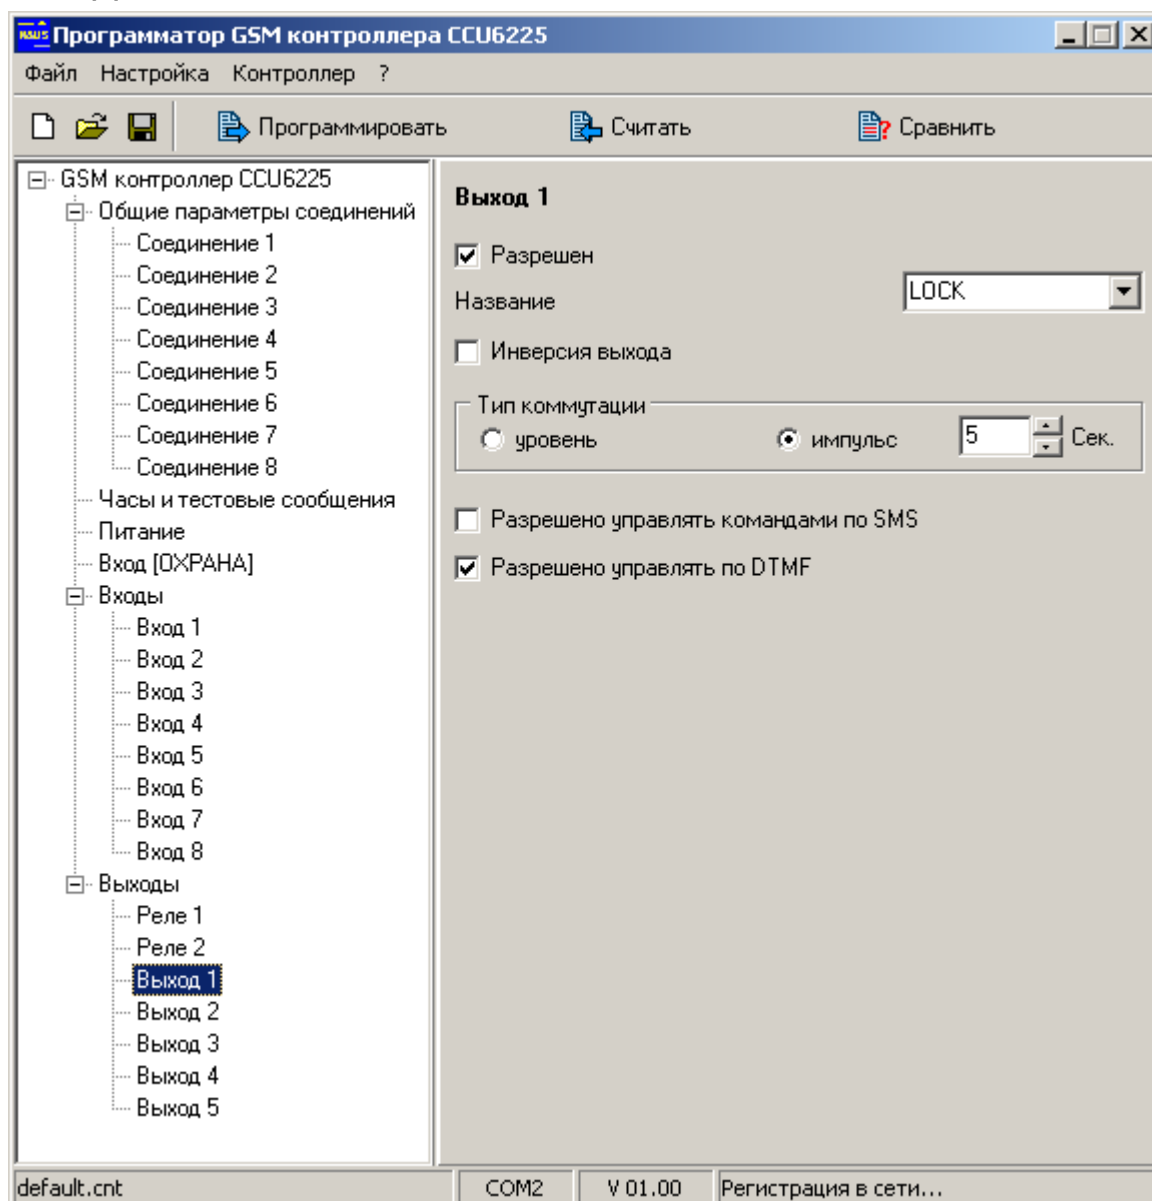 Программатор GSM контроллера CCU6225
Файл Настройка Контроллер ?
Программировать Считать Сравнить
GSM контроллер CCU6225
Общие параметры соединений
Соединение 1
Соединение 2
Соединение 3
Соединение 4
Соединение 5
Соединение 6
Соединение 7
Соединение 8
Часы и тестовые сообщения
Питание
Вход [ОХРАНА]
Входы
Вход 1
Вход 2
Вход 3
Вход 4
Вход 5
Вход 6
Вход 7
Вход 8
Выходы
Реле 1
Реле 2
Выход 1
Выход 2
Выход 3
Выход 4
Выход 5
Выход 1
Разрешен
Название LOCK
Инверсия выхода
Тип коммутации
уровень импульс 5 Сек.
Разрешено управлять командами по SMS
Разрешено управлять по DTMF
default.cnt COM2 V 01.00 Регистрация в сети...